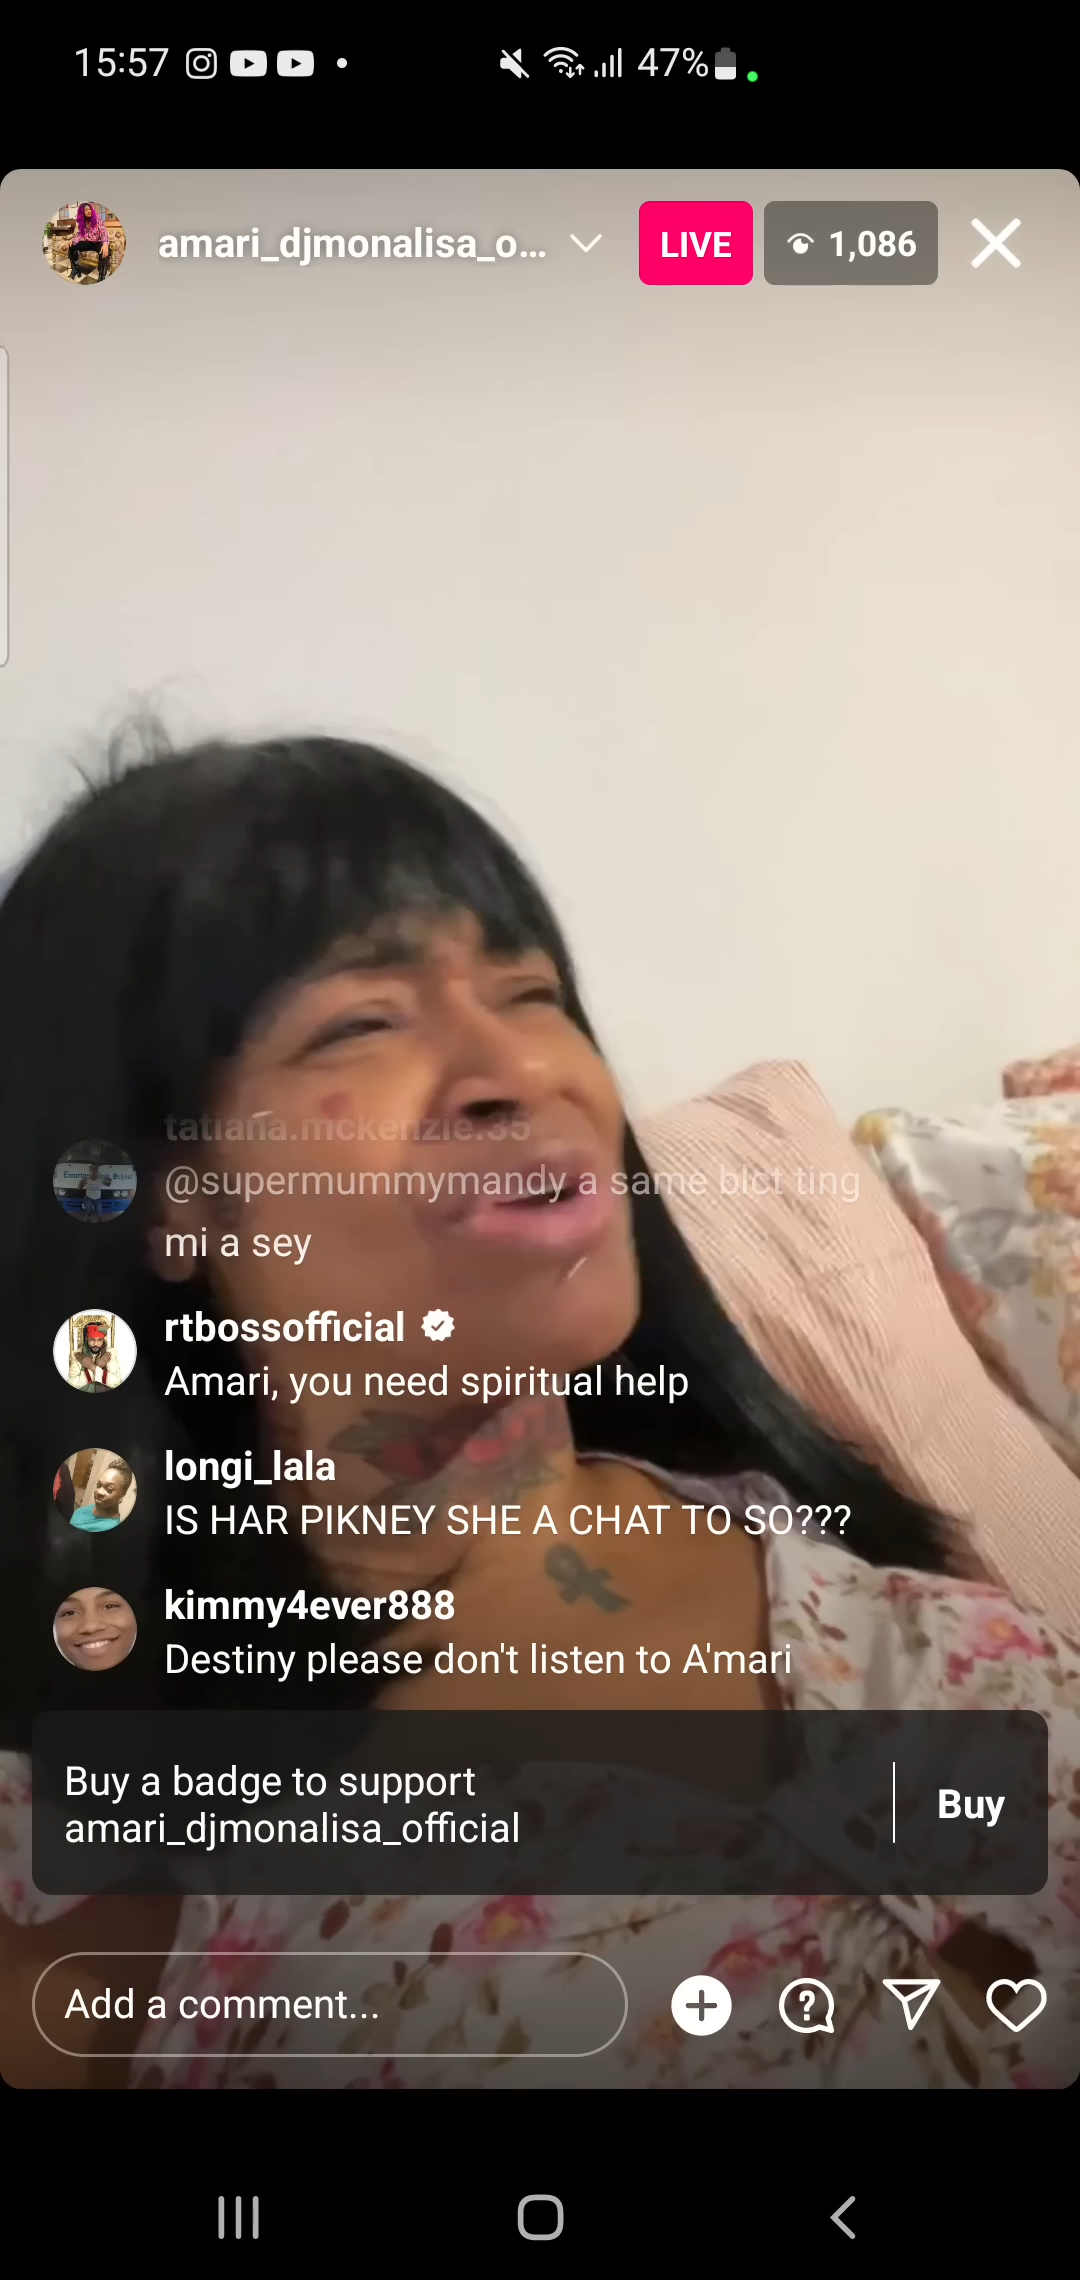 15:57
47%
amari_djmonalisa_o...
LIVE
1,086
tatiana.mckenzie.35
@supermummymandy a same blct ting
mi a sey
rtbossofficial
Amari, you need spiritual help
longi_lala
IS HAR PIKNEY SHE A CHAT TO SO???
kimmy4ever888
Destiny please don't listen to A'mari
Buy a badge to support
amari_djmonalisa_official
Buy
Add a comment...